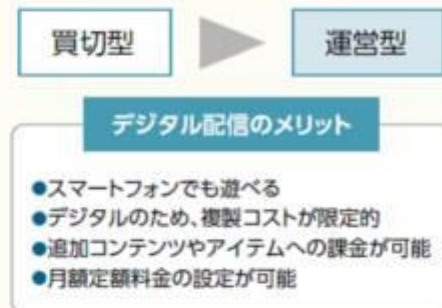 買切型
運営型
デジタル配信のメリット
●スマートフォンでも遊べる
●デジタルのため、複製コストが限定的
●追加コンテンツやアイテムへの課金が可能
●月額定額料金の設定が可能